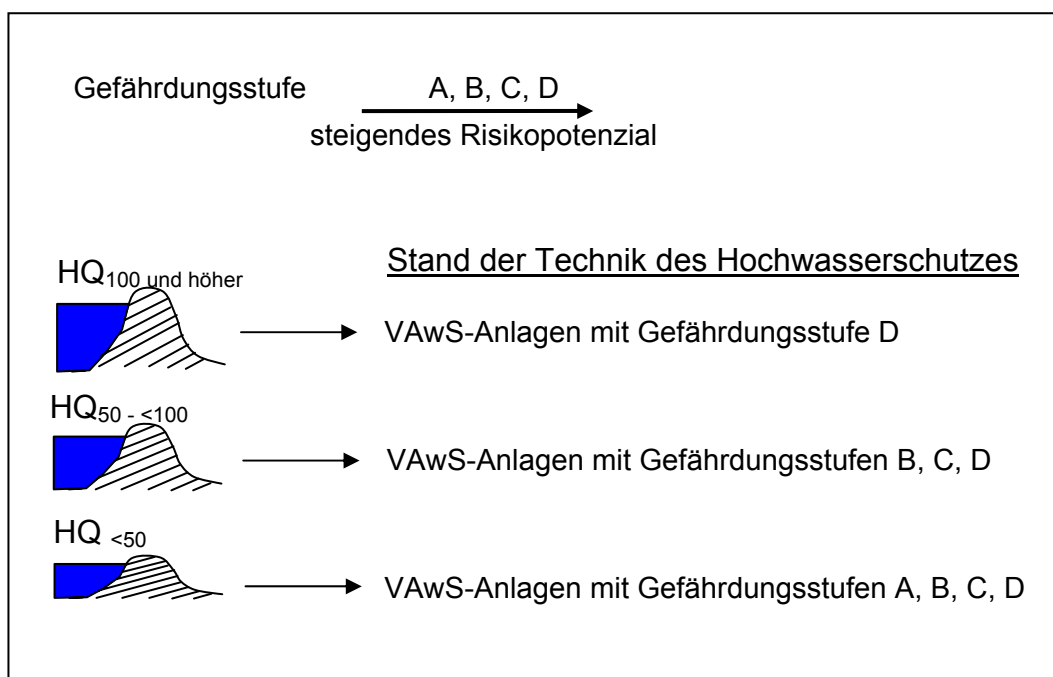 Gefährdungsstufe A, B, C, D
steigendes Risikopotenzial
Stand der Technik des Hochwasserschutzes
HQ100 und höher
VAwS-Anlagen mit Gefährdungsstufe D
HQ50 - <100
VAwS-Anlagen mit Gefährdungsstufen B, C, D
HQ <50
VAwS-Anlagen mit Gefährdungsstufen A, B, C, D